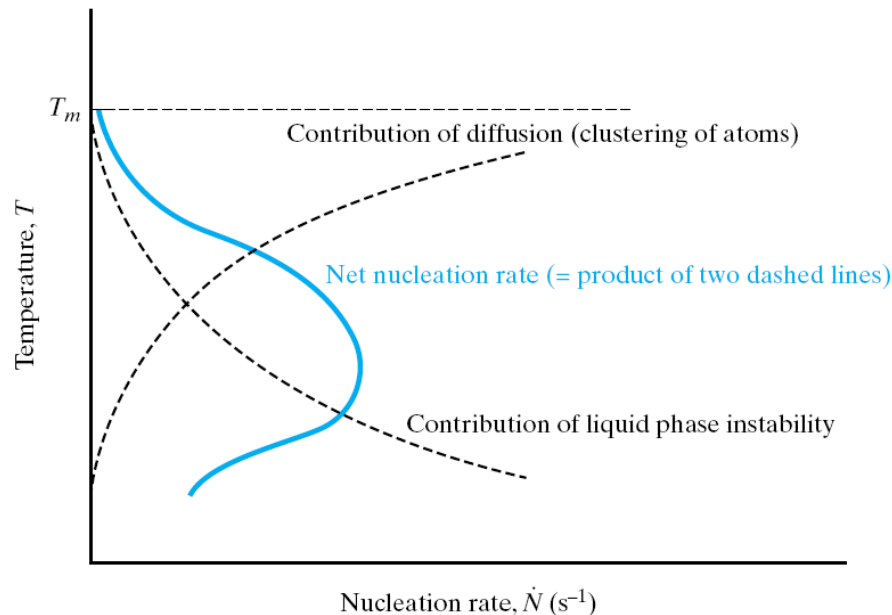 T_m
Contribution of diffusion (clustering of atoms)
Temperature, T
Net nucleation rate (= product of two dashed lines)
Contribution of liquid phase instability
Nucleation rate, Ṅ (s⁻¹)